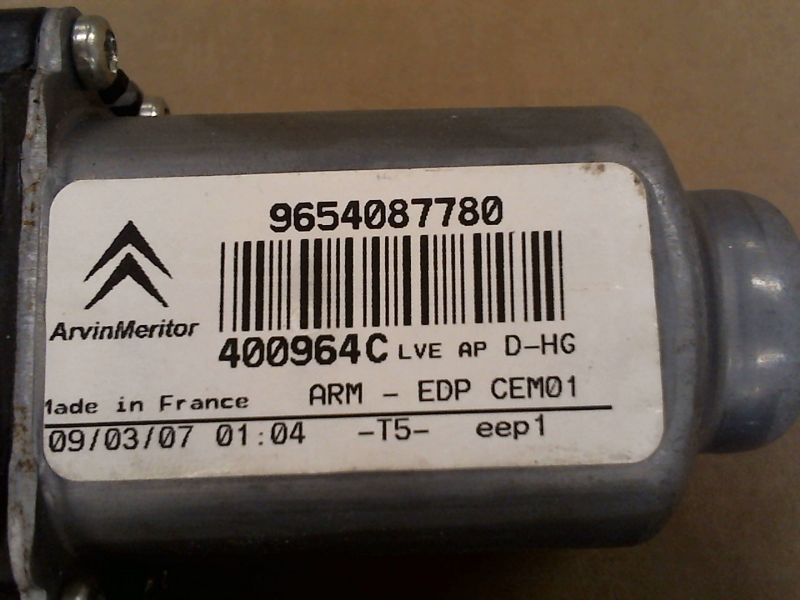 9654087780
ArvinMeritor
400964C LVE AP D-HG
Made in France ARM - EDP CEM01
09/03/07 01:04 -T5- eep1